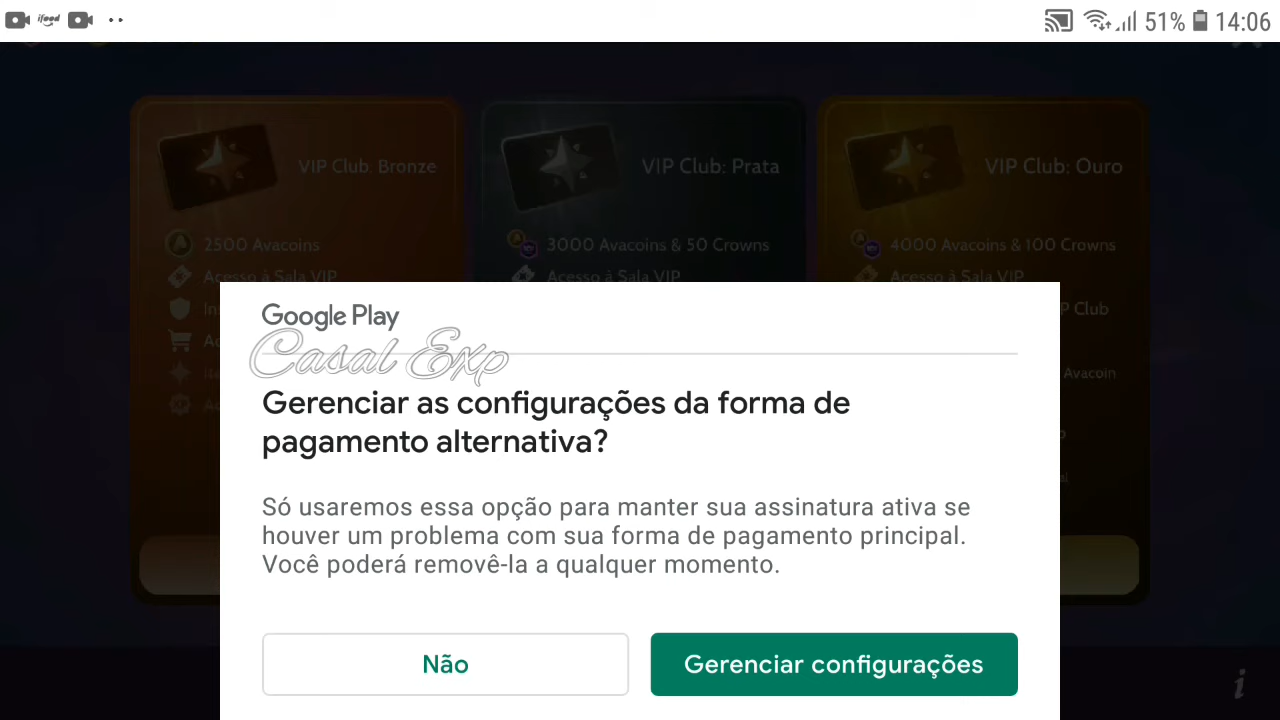 ifood
51% 14:06
VIP Club: Bronze
VIP Club: Prata
VIP Club: Ouro
2500 Avacoins
3000 Avacoins & 50 Crowns
4000 Avacoins & 100 Crowns
Acesso à Sala VIP
Acesso à Sala VIP
Acesso à Sala VIP
P Club
Avacoin
Google Play
Casal Exp
Gerenciar as configurações da forma de
pagamento alternativa?
Só usaremos essa opção para manter sua assinatura ativa se
houver um problema com sua forma de pagamento principal.
Você poderá removê-la a qualquer momento.
Não
Gerenciar configurações
i